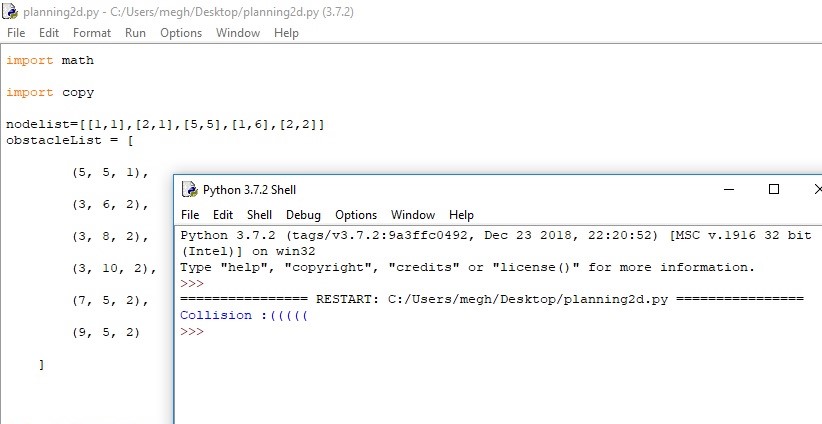 planning2d.py - C:/Users/megh/Desktop/planning2d.py (3.7.2)
File Edit Format Run Options Window Help
import math
import copy
nodelist=[[1,1],[2,1],[5,5],[1,6],[2,2]]
obstacleList = [
(5, 5, 1),
(3, 6, 2),
(3, 8, 2),
(3, 10, 2),
(7, 5, 2),
(9, 5, 2)
]
Python 3.7.2 Shell
File Edit Shell Debug Options Window Help
Python 3.7.2 (tags/v3.7.2:9a3ffc0492, Dec 23 2018, 22:20:52) [MSC v.1916 32 bit
(Intel)] on win32
Type "help", "copyright", "credits" or "license()" for more information.
>>>
================ RESTART: C:/Users/megh/Desktop/planning2d.py ================
Collision :(((((
>>>